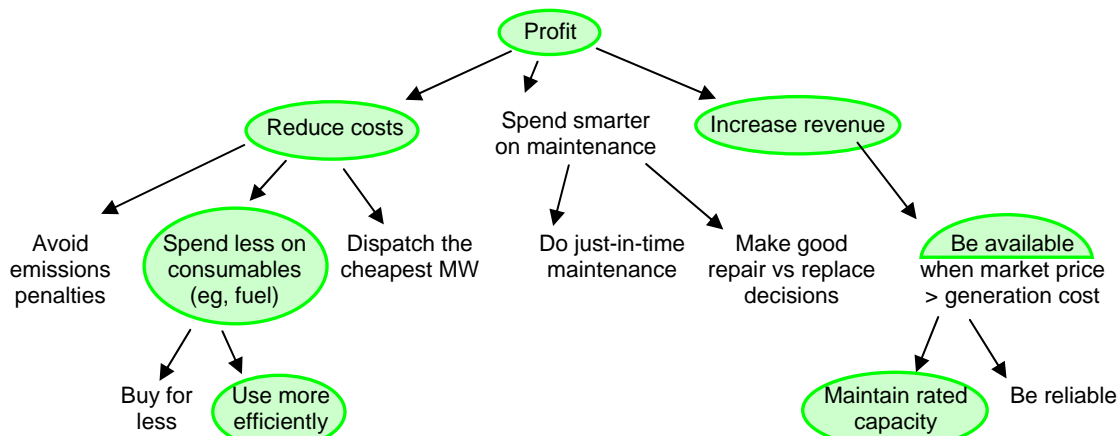 Profit
Reduce costs
Spend smarter
on maintenance
Increase revenue
Avoid
emissions
penalties
Spend less on
consumables
(eg, fuel)
Dispatch the
cheapest MW
Do just-in-time
maintenance
Make good
repair vs replace
decisions
Be available
when market price
> generation cost
Buy for
less
Use more
efficiently
Maintain rated
capacity
Be reliable